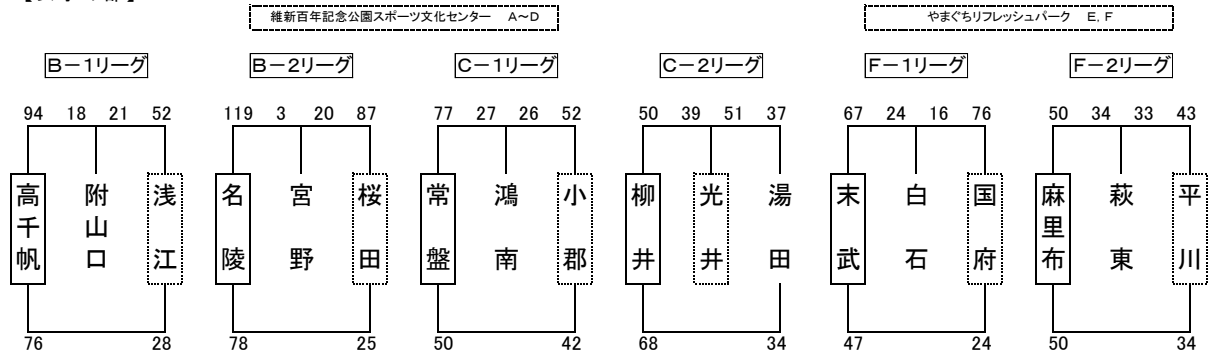 維新百年記念公園スポーツ文化センター　A～D
やまぐちリフレッシュパーク　E，F
B－1リーグ
B－2リーグ
C－1リーグ
C－2リーグ
F－1リーグ
F－2リーグ
94 18 21 52
119 3 20 87
77 27 26 52
50 39 51 37
67 24 16 76
50 34 33 43
高千帆
附山口
浅江
名陵
宮野
桜田
常盤
鴻南
小郡
柳井
光井
湯田
末武
白石
国府
麻里布
萩東
平川
76 28
78 25
50 42
68 34
47 24
50 34